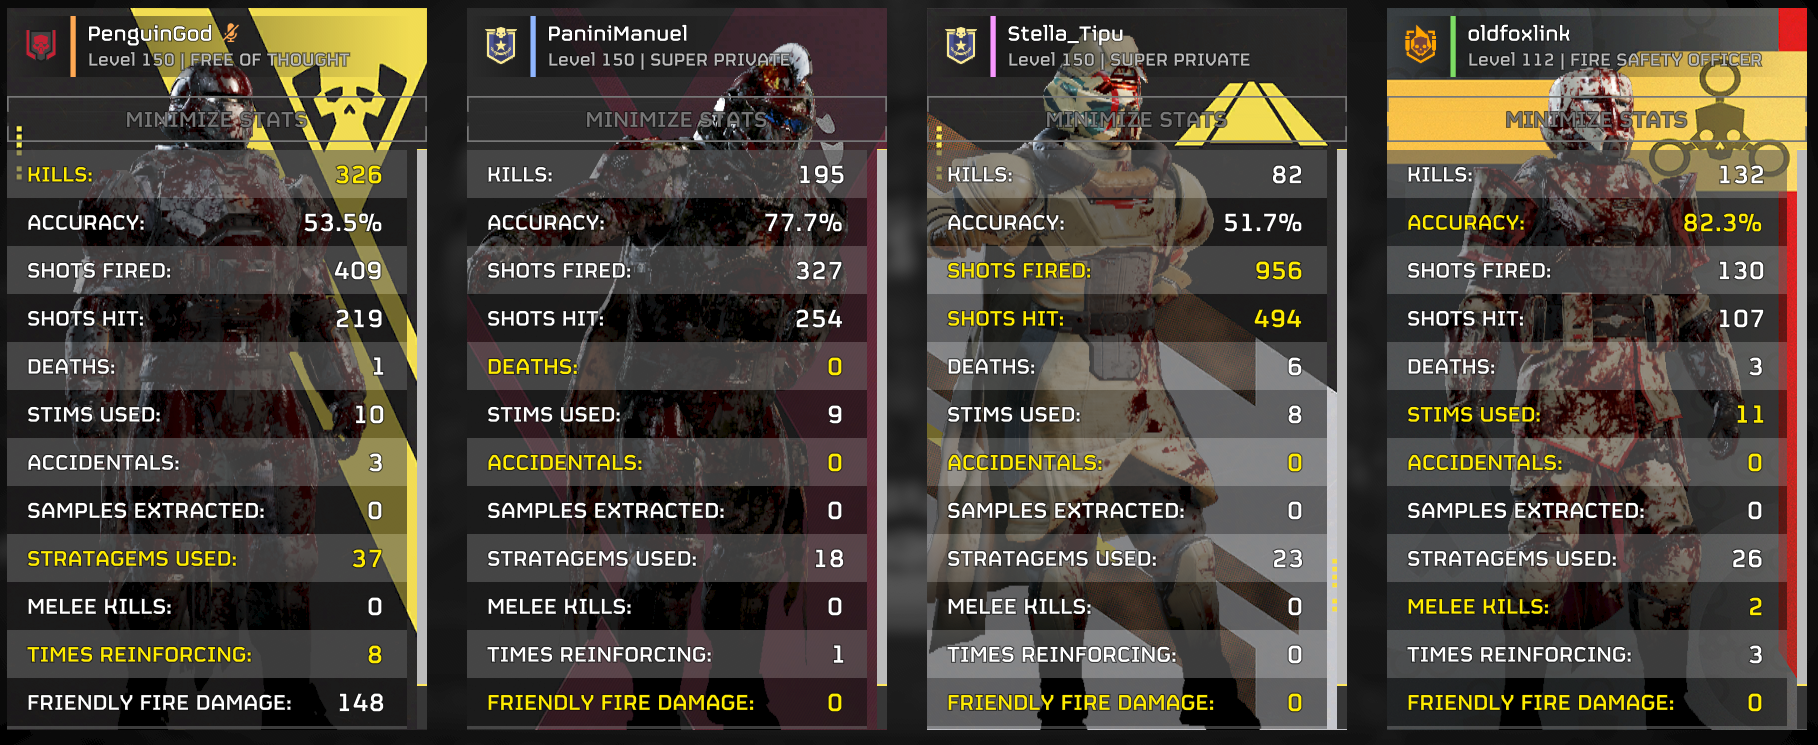 PenguinGod
Level 150 | FREE OF THOUGHT
MINIMIZE STATS
KILLS: 326
ACCURACY: 53.5%
SHOTS FIRED: 409
SHOTS HIT: 219
DEATHS: 1
STIMS USED: 10
ACCIDENTALS: 3
SAMPLES EXTRACTED: 0
STRATAGEMS USED: 37
MELEE KILLS: 0
TIMES REINFORCING: 8
FRIENDLY FIRE DAMAGE: 148
PaniniManuel
Level 150 | SUPER PRIVATE
MINIMIZE STATS
KILLS: 195
ACCURACY: 77.7%
SHOTS FIRED: 327
SHOTS HIT: 254
DEATHS: 0
STIMS USED: 9
ACCIDENTALS: 0
SAMPLES EXTRACTED: 0
STRATAGEMS USED: 18
MELEE KILLS: 0
TIMES REINFORCING: 1
FRIENDLY FIRE DAMAGE: 0
Stella_Tipu
Level 150 | SUPER PRIVATE
MINIMIZE STATS
KILLS: 82
ACCURACY: 51.7%
SHOTS FIRED: 956
SHOTS HIT: 494
DEATHS: 6
STIMS USED: 8
ACCIDENTALS: 0
SAMPLES EXTRACTED: 0
STRATAGEMS USED: 23
MELEE KILLS: 0
TIMES REINFORCING: 0
FRIENDLY FIRE DAMAGE: 0
oldfoxlink
Level 112 | FIRE SAFETY OFFICER
MINIMIZE STATS
KILLS: 132
ACCURACY: 82.3%
SHOTS FIRED: 130
SHOTS HIT: 107
DEATHS: 3
STIMS USED: 11
ACCIDENTALS: 0
SAMPLES EXTRACTED: 0
STRATAGEMS USED: 26
MELEE KILLS: 2
TIMES REINFORCING: 3
FRIENDLY FIRE DAMAGE: 0